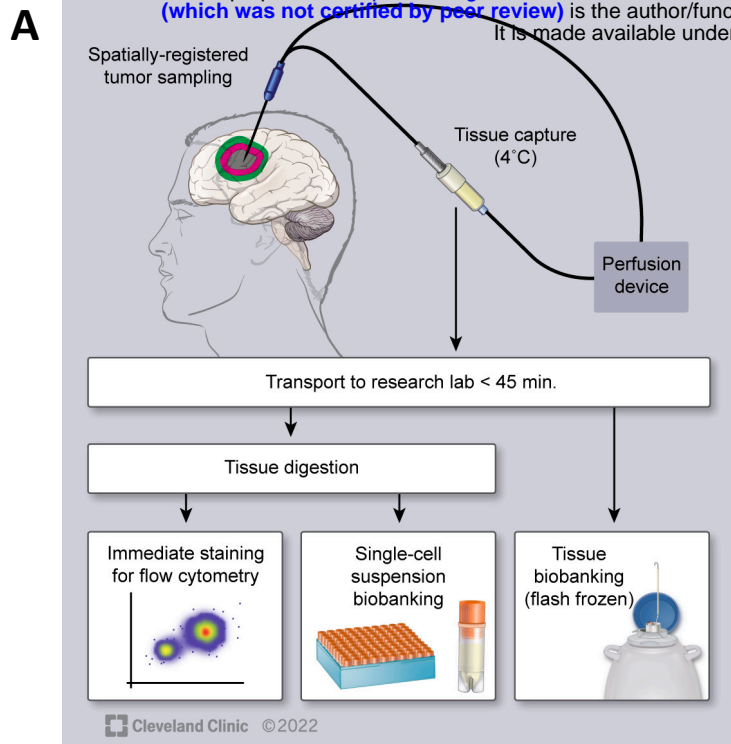 A
(which was not certified by peer review) is the author/fund
It is made available under
Spatially-registered
tumor sampling
Tissue capture
(4˚C)
Perfusion
device
Transport to research lab < 45 min.
Tissue digestion
Immediate staining
for flow cytometry
Single-cell
suspension
biobanking
Tissue
biobanking
(flash frozen)
Cleveland Clinic ©2022